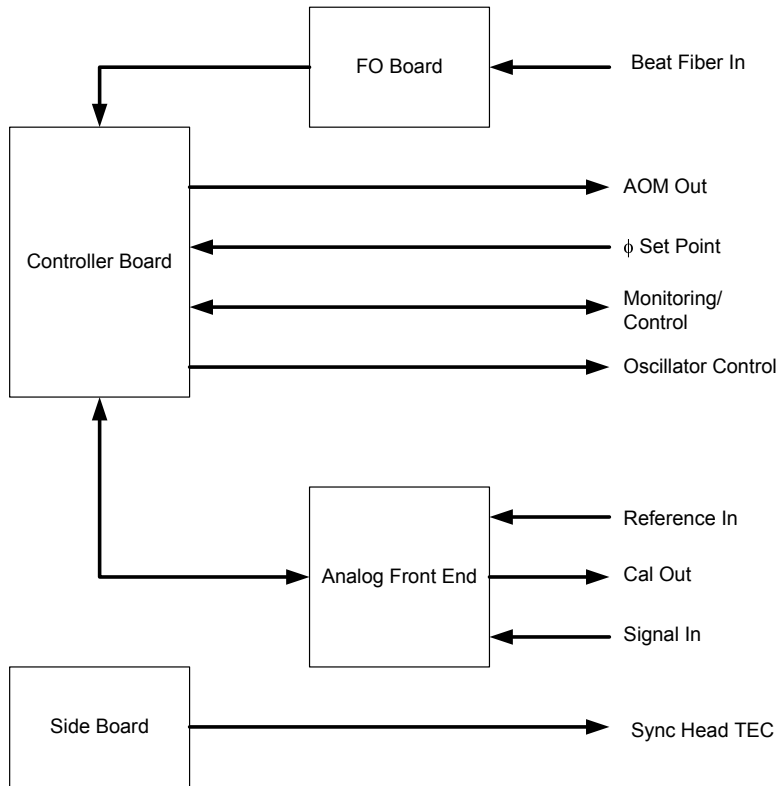 FO Board
Beat Fiber In
AOM Out
Controller Board
ϕ Set Point
Monitoring/
Control
Oscillator Control
Reference In
Analog Front End
Cal Out
Signal In
Side Board
Sync Head TEC